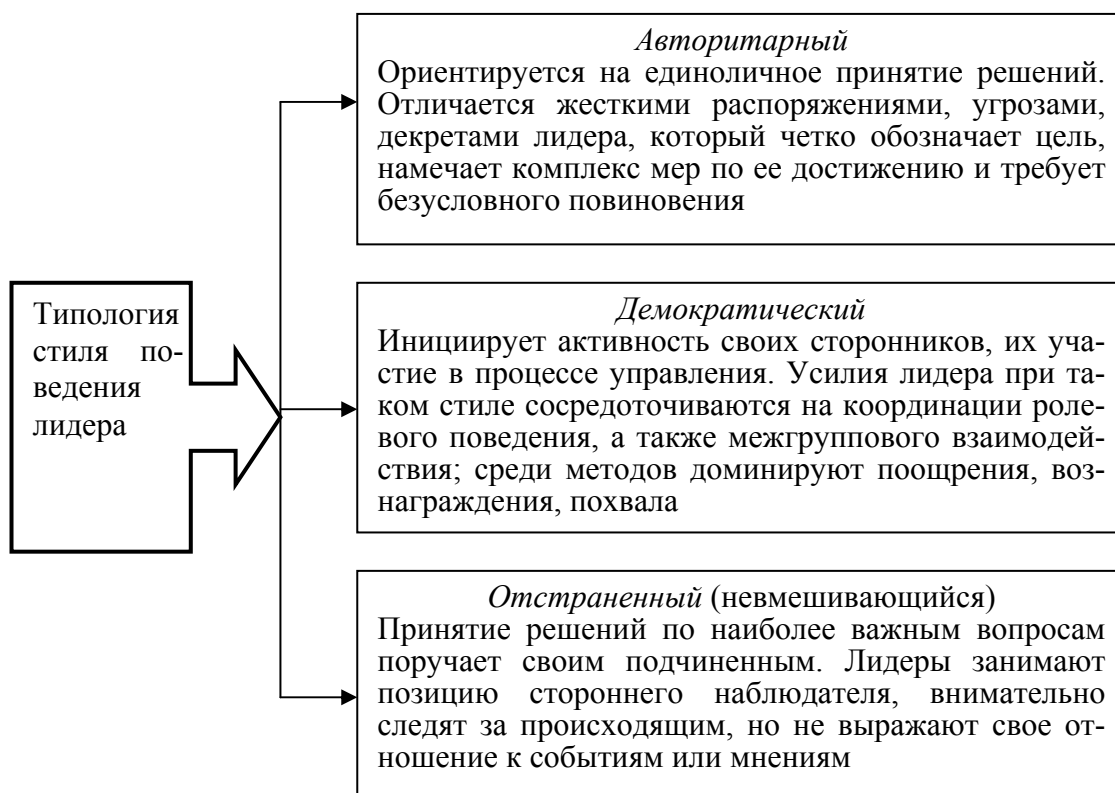 Типология
стиля по-
ведения
лидера
Авторитарный
Ориентируется на единоличное принятие решений.
Отличается жесткими распоряжениями, угрозами,
декретами лидера, который четко обозначает цель,
намечает комплекс мер по ее достижению и требует
безусловного повиновения
Демократический
Инициирует активность своих сторонников, их уча-
стие в процессе управления. Усилия лидера при та-
ком стиле сосредоточиваются на координации роле-
вого поведения, а также межгруппового взаимодей-
ствия; среди методов доминируют поощрения, воз-
награждения, похвала
Отстраненный (невмешивающийся)
Принятие решений по наиболее важным вопросам
поручает своим подчиненным. Лидеры занимают
позицию стороннего наблюдателя, внимательно
следят за происходящим, но не выражают свое от-
ношение к событиям или мнениям